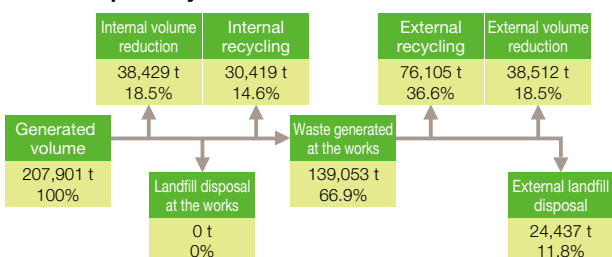 Internal volume
reduction
38,429 t
18.5%
Internal
recycling
30,419 t
14.6%
External
recycling
76,105 t
36.6%
External volume
reduction
38,512 t
18.5%
Generated
volume
207,901 t
100%
Waste generated
at the works
139,053 t
66.9%
Landfill disposal
at the works
0 t
0%
External landfill
disposal
24,437 t
11.8%